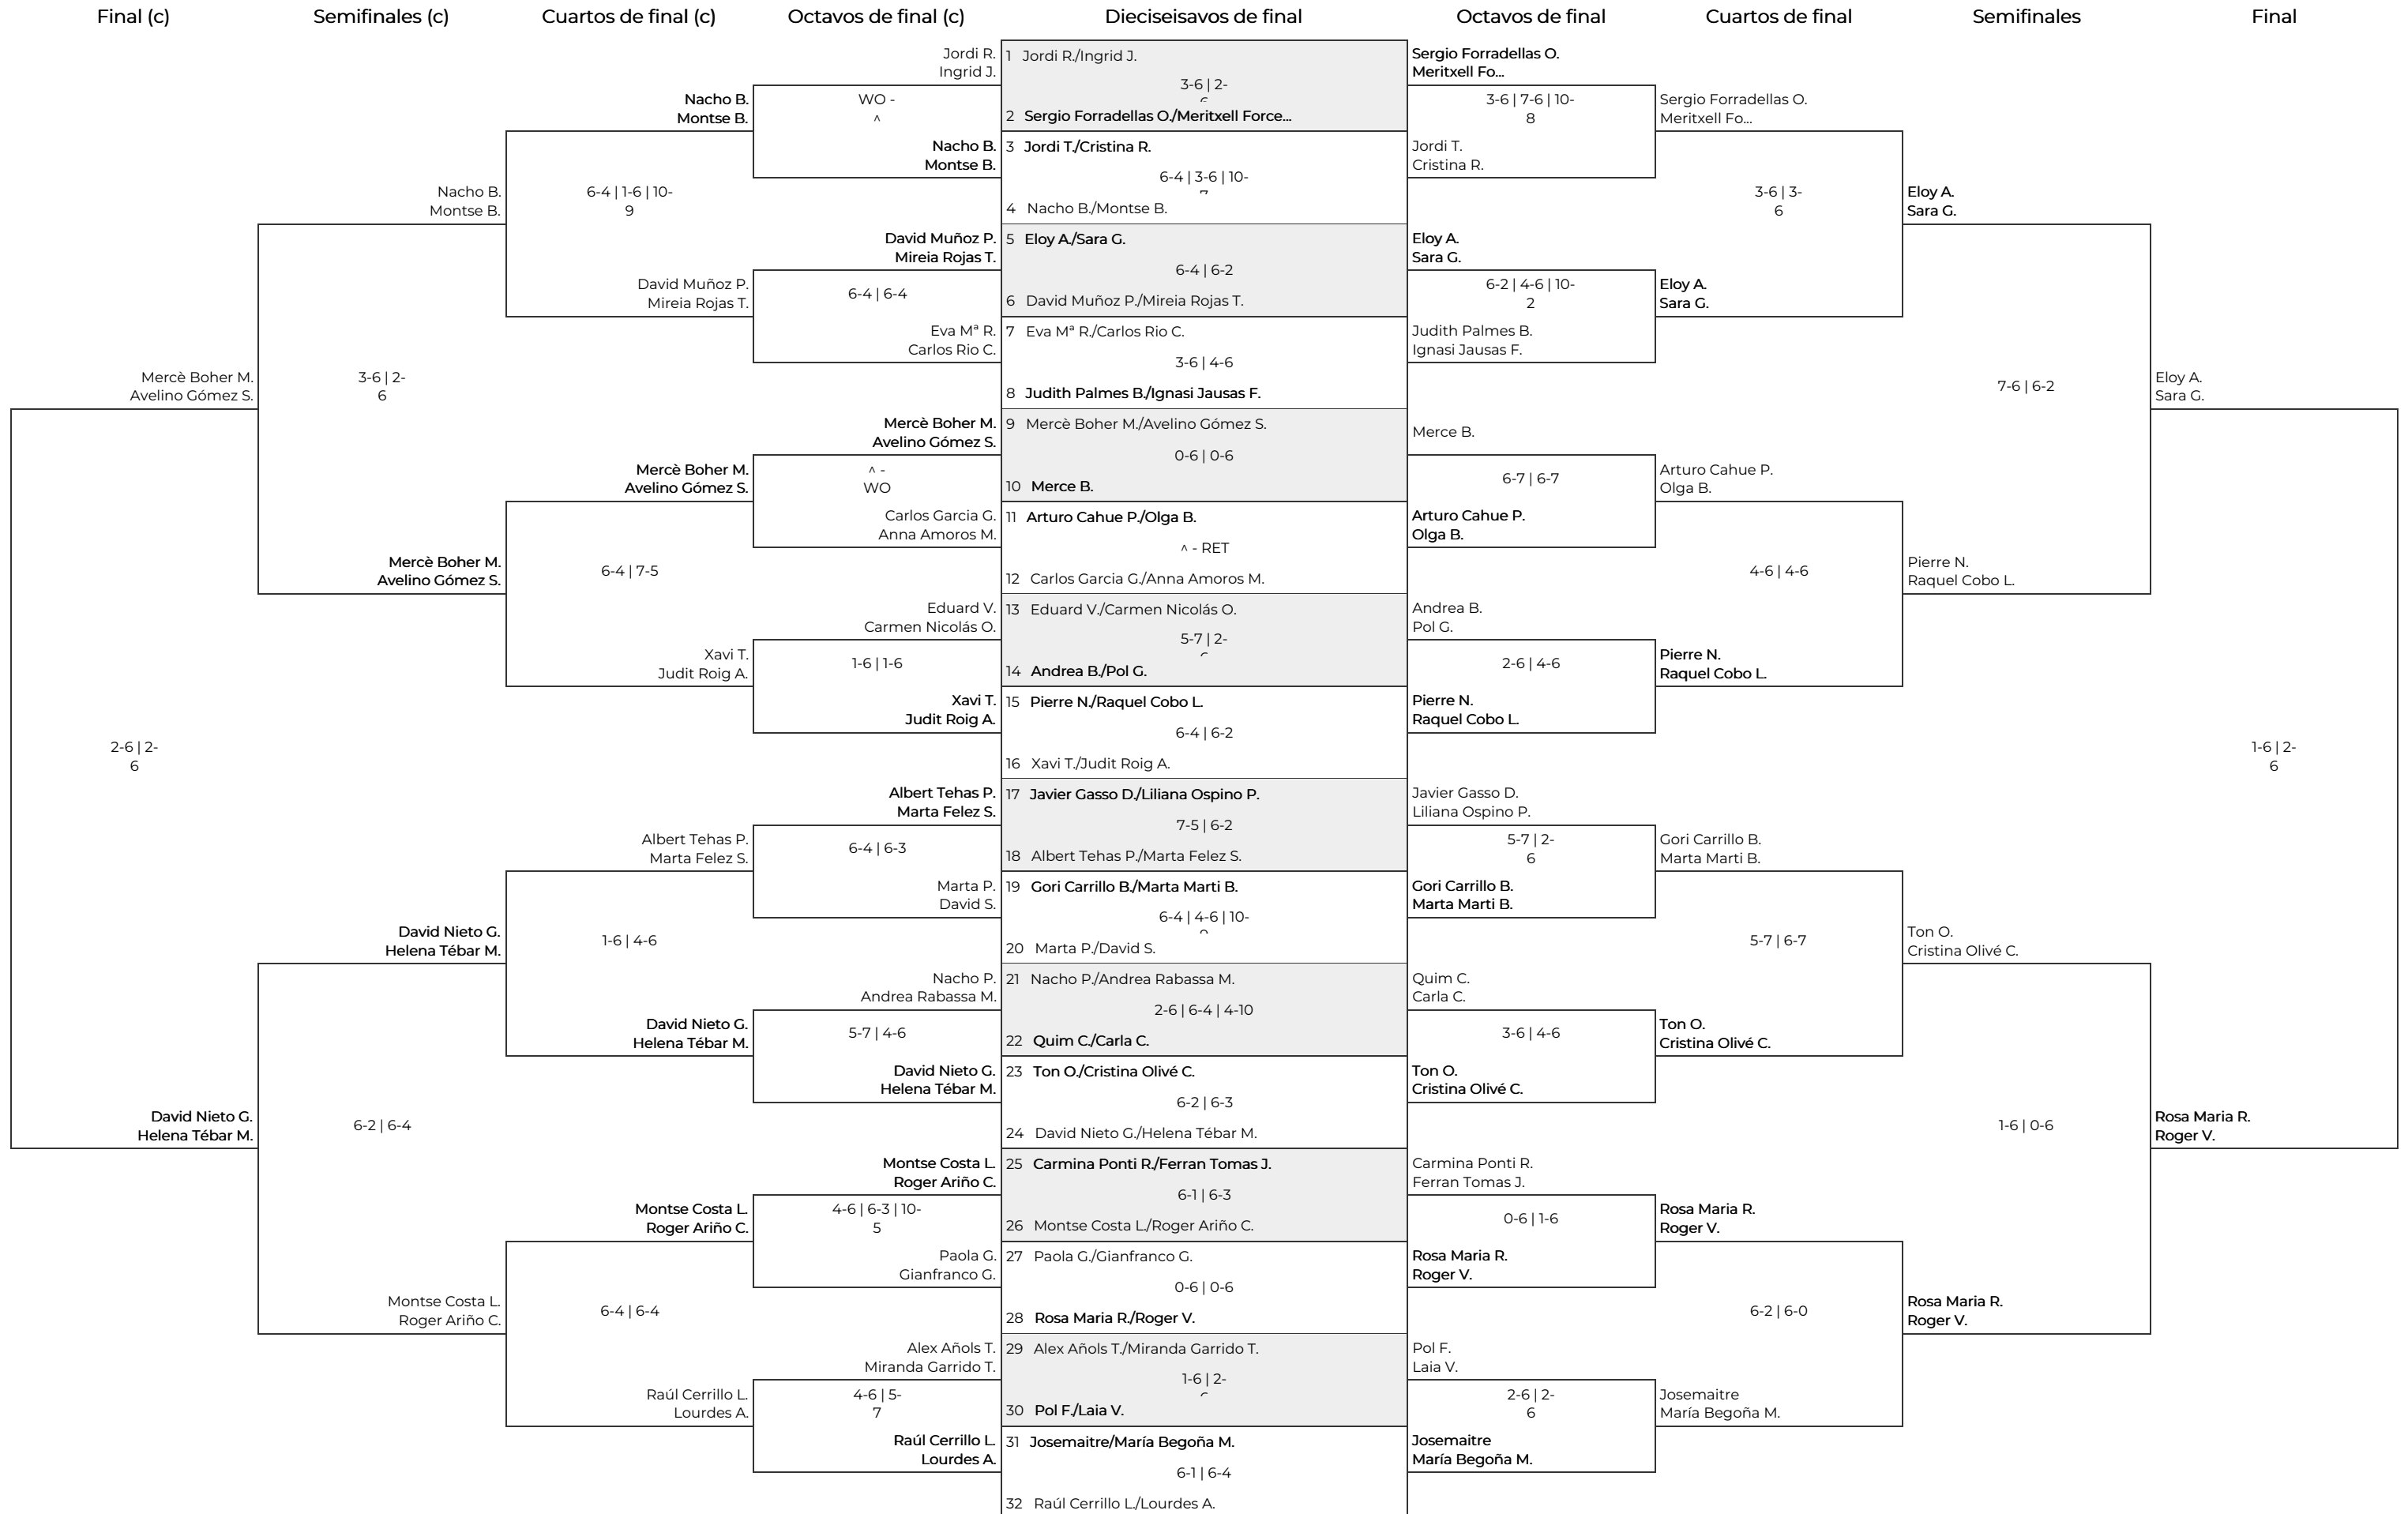 Final (c)
Semifinales (c)
Cuartos de final (c)
Octavos de final (c)
Dieciseisavos de final
Octavos de final
Cuartos de final
Semifinales
Final
Mercè Boher M.
Avelino Gómez S.
2-6 | 2-
6
David Nieto G.
Helena Tébar M.
Nacho B.
Montse B.
3-6 | 2-
6
Mercè Boher M.
Avelino Gómez S.
David Nieto G.
Helena Tébar M.
6-2 | 6-4
Montse Costa L.
Roger Ariño C.
Nacho B.
Montse B.
6-4 | 1-6 | 10-
9
David Muñoz P.
Mireia Rojas T.
Mercè Boher M.
Avelino Gómez S.
6-4 | 7-5
Xavi T.
Judit Roig A.
Albert Tehas P.
Marta Felez S.
1-6 | 4-6
David Nieto G.
Helena Tébar M.
Montse Costa L.
Roger Ariño C.
6-4 | 6-4
Raúl Cerrillo L.
Lourdes A.
Jordi R.
Ingrid J.
WO -
^
Nacho B.
Montse B.
David Muñoz P.
Mireia Rojas T.
6-4 | 6-4
Eva Mª R.
Carlos Rio C.
Mercè Boher M.
Avelino Gómez S.
^ -
WO
Carlos Garcia G.
Anna Amoros M.
Eduard V.
Carmen Nicolás O.
1-6 | 1-6
Xavi T.
Judit Roig A.
Albert Tehas P.
Marta Felez S.
6-4 | 6-3
Marta P.
David S.
Nacho P.
Andrea Rabassa M.
5-7 | 4-6
David Nieto G.
Helena Tébar M.
Montse Costa L.
Roger Ariño C.
4-6 | 6-3 | 10-
5
Paola G.
Gianfranco G.
Alex Añols T.
Miranda Garrido T.
4-6 | 5-
7
Raúl Cerrillo L.
Lourdes A.
1 Jordi R./Ingrid J.
3-6 | 2-
2 Sergio Forradellas O./Meritxell Force...
3 Jordi T./Cristina R.
6-4 | 3-6 | 10-
4 Nacho B./Montse B.
5 Eloy A./Sara G.
6-4 | 6-2
6 David Muñoz P./Mireia Rojas T.
7 Eva Mª R./Carlos Rio C.
3-6 | 4-6
8 Judith Palmes B./Ignasi Jausas F.
9 Mercè Boher M./Avelino Gómez S.
0-6 | 0-6
10 Merce B.
11 Arturo Cahue P./Olga B.
^ - RET
12 Carlos Garcia G./Anna Amoros M.
13 Eduard V./Carmen Nicolás O.
5-7 | 2-
14 Andrea B./Pol G.
15 Pierre N./Raquel Cobo L.
6-4 | 6-2
16 Xavi T./Judit Roig A.
17 Javier Gasso D./Liliana Ospino P.
7-5 | 6-2
18 Albert Tehas P./Marta Felez S.
19 Gori Carrillo B./Marta Marti B.
6-4 | 4-6 | 10-
20 Marta P./David S.
21 Nacho P./Andrea Rabassa M.
2-6 | 6-4 | 4-10
22 Quim C./Carla C.
23 Ton O./Cristina Olivé C.
6-2 | 6-3
24 David Nieto G./Helena Tébar M.
25 Carmina Ponti R./Ferran Tomas J.
6-1 | 6-3
26 Montse Costa L./Roger Ariño C.
27 Paola G./Gianfranco G.
0-6 | 0-6
28 Rosa Maria R./Roger V.
29 Alex Añols T./Miranda Garrido T.
1-6 | 2-
30 Pol F./Laia V.
31 Josemaitre/María Begoña M.
6-1 | 6-4
32 Raúl Cerrillo L./Lourdes A.
Sergio Forradellas O.
Meritxell Fo...
3-6 | 7-6 | 10-
8
Jordi T.
Cristina R.
Eloy A.
Sara G.
6-2 | 4-6 | 10-
2
Judith Palmes B.
Ignasi Jausas F.
Merce B.
6-7 | 6-7
Arturo Cahue P.
Olga B.
Andrea B.
Pol G.
2-6 | 4-6
Pierre N.
Raquel Cobo L.
Javier Gasso D.
Liliana Ospino P.
5-7 | 2-
6
Gori Carrillo B.
Marta Marti B.
Quim C.
Carla C.
3-6 | 4-6
Ton O.
Cristina Olivé C.
Carmina Ponti R.
Ferran Tomas J.
0-6 | 1-6
Rosa Maria R.
Roger V.
Pol F.
Laia V.
2-6 | 2-
6
Josemaitre
María Begoña M.
Sergio Forradellas O.
Meritxell Fo...
3-6 | 3-
6
Eloy A.
Sara G.
Arturo Cahue P.
Olga B.
4-6 | 4-6
Pierre N.
Raquel Cobo L.
Gori Carrillo B.
Marta Marti B.
5-7 | 6-7
Ton O.
Cristina Olivé C.
Rosa Maria R.
Roger V.
6-2 | 6-0
Josemaitre
María Begoña M.
Eloy A.
Sara G.
7-6 | 6-2
Pierre N.
Raquel Cobo L.
Ton O.
Cristina Olivé C.
1-6 | 0-6
Rosa Maria R.
Roger V.
Eloy A.
Sara G.
1-6 | 2-
6
Rosa Maria R.
Roger V.